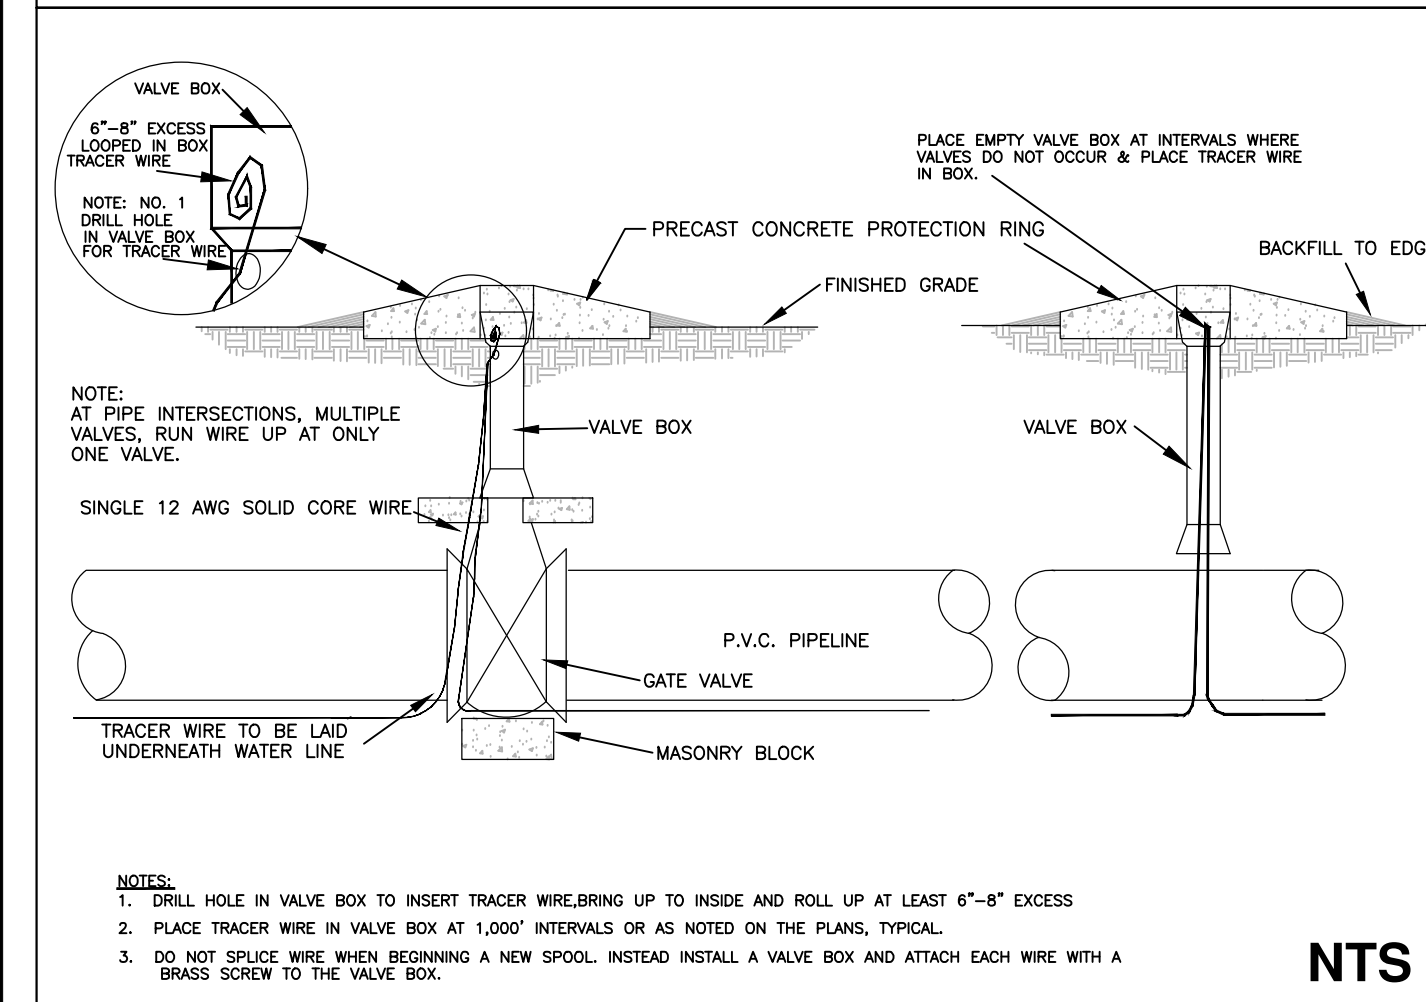 VALVE BOX
6"-8" EXCESS
LOOPED IN BOX
TRACER WIRE
NOTE: NO. 1
DRILL HOLE
IN VALVE BOX
FOR TRACER WIRE
PLACE EMPTY VALVE BOX AT INTERVALS WHERE
VALVES DO NOT OCCUR & PLACE TRACER WIRE
IN BOX.
PRECAST CONCRETE PROTECTION RING
BACKFILL TO EDG
FINISHED GRADE
NOTE:
AT PIPE INTERSECTIONS, MULTIPLE
VALVES, RUN WIRE UP AT ONLY
ONE VALVE.
VALVE BOX
VALVE BOX
SINGLE 12 AWG SOLID CORE WIRE
P.V.C. PIPELINE
GATE VALVE
TRACER WIRE TO BE LAID
UNDERNEATH WATER LINE
MASONRY BLOCK
NOTES:
1. DRILL HOLE IN VALVE BOX TO INSERT TRACER WIRE,BRING UP TO INSIDE AND ROLL UP AT LEAST 6"-8" EXCESS
2. PLACE TRACER WIRE IN VALVE BOX AT 1,000' INTERVALS OR AS NOTED ON THE PLANS, TYPICAL.
3. DO NOT SPLICE WIRE WHEN BEGINNING A NEW SPOOL. INSTEAD INSTALL A VALVE BOX AND ATTACH EACH WIRE WITH A
BRASS SCREW TO THE VALVE BOX.
NTS